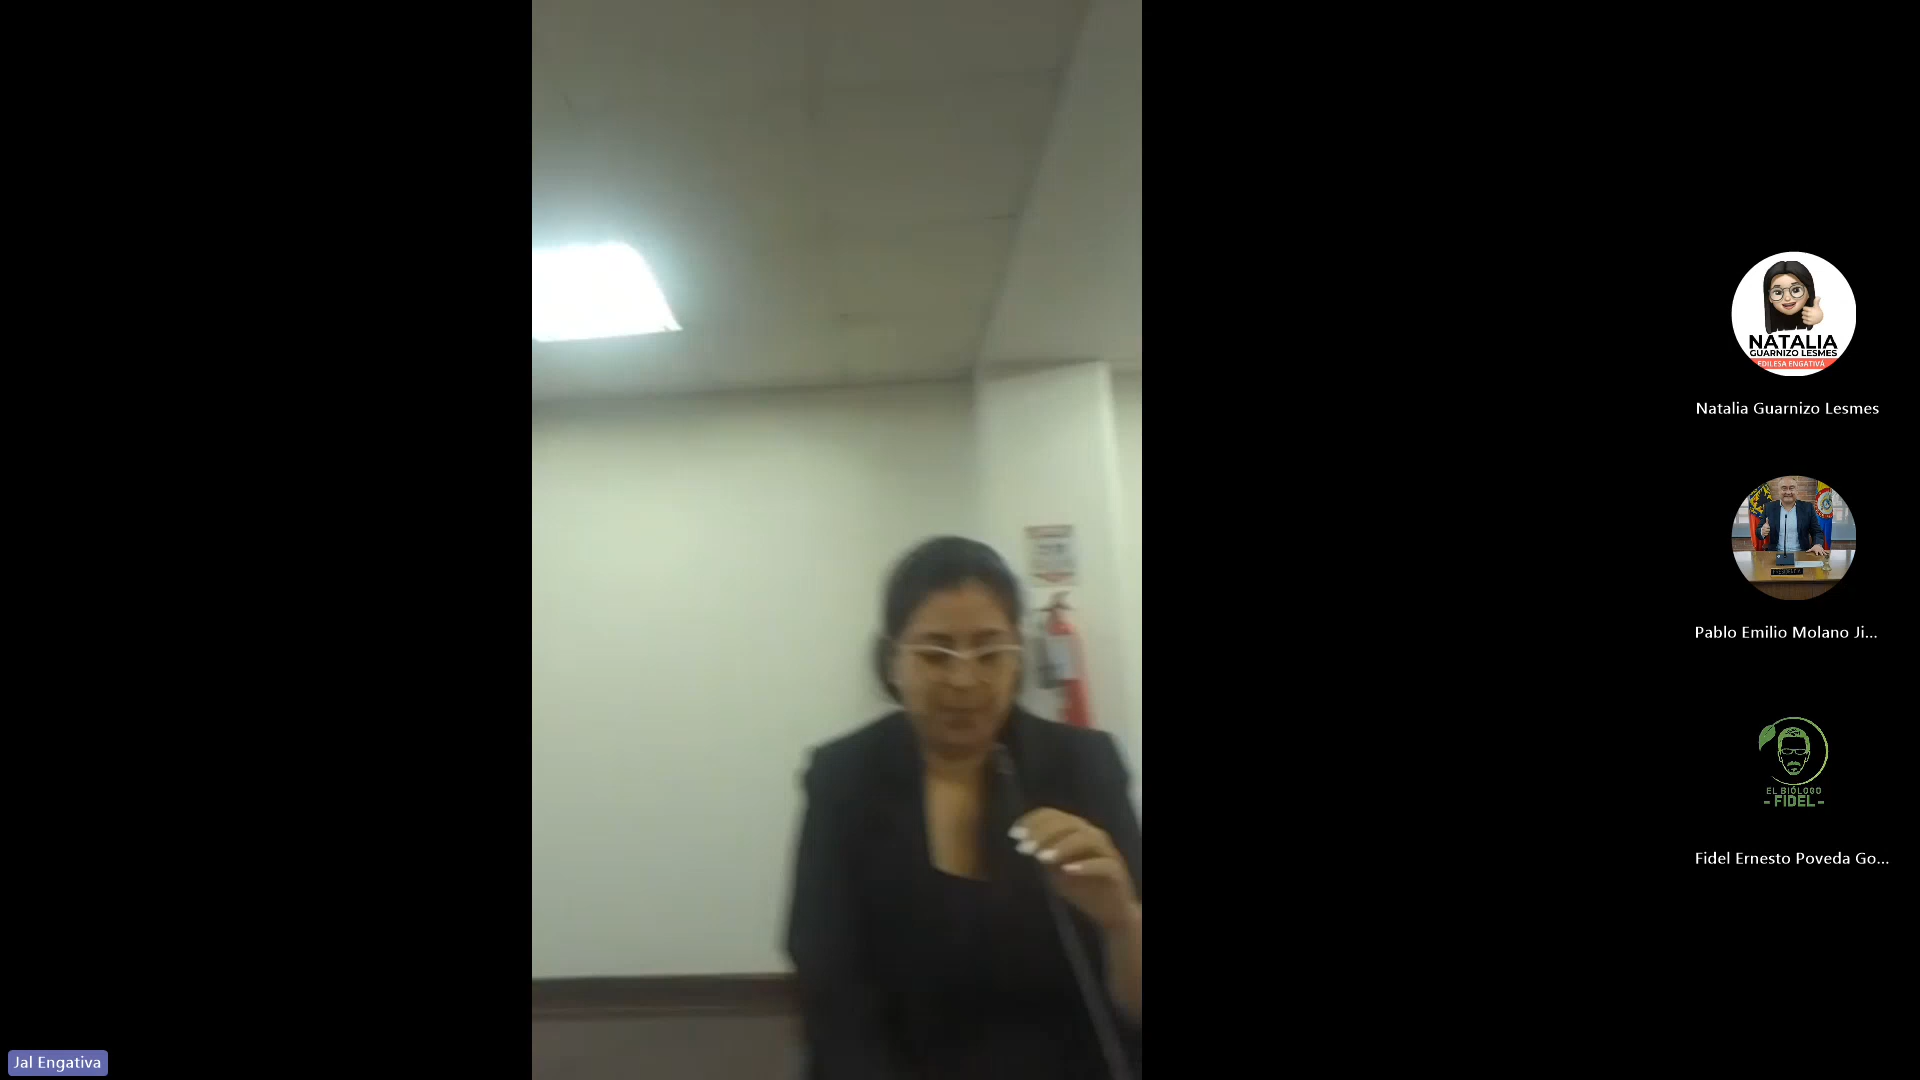 NATALIA
GUARNIZO LESMES
EDILESA ENGATIVÁ
Natalia Guarnizo Lesmes
Pablo Emilio Molano Ji...
EL BIÓLOGO
- FIDEL -
Fidel Ernesto Poveda Go...
Jal Engativa